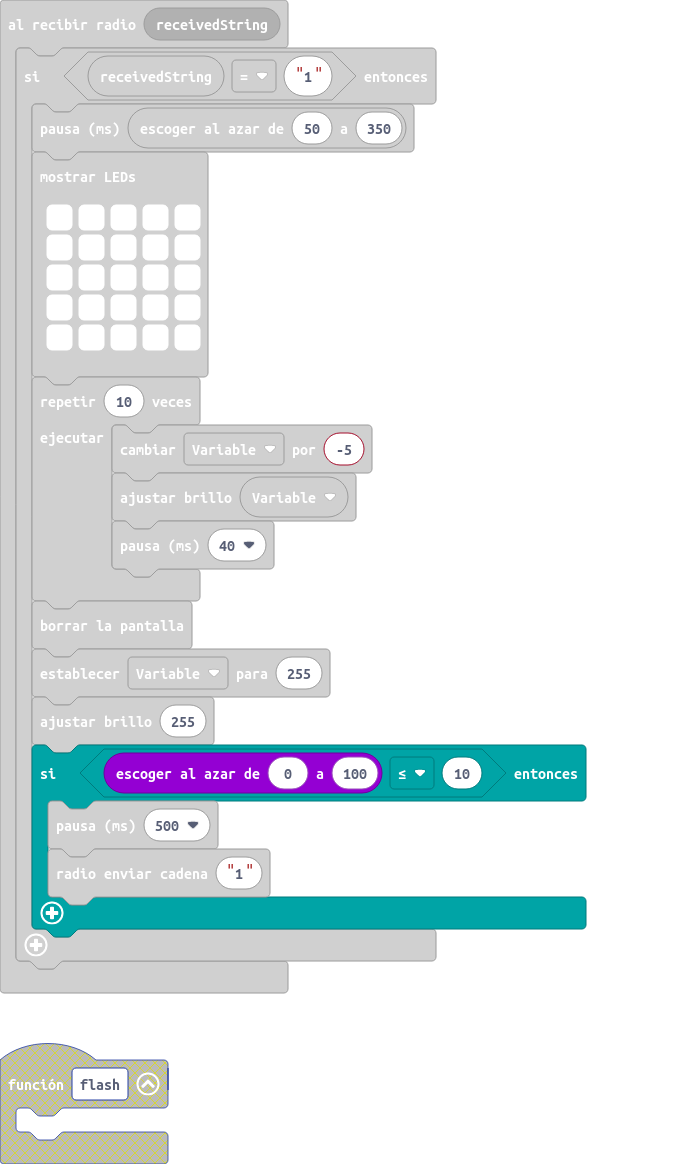 al recibir radio receivedString
si receivedString = "1" entonces
pausa (ms) escoger al azar de 50 a 350
mostrar LEDs
repetir 10 veces
ejecutar
cambiar Variable por -5
ajustar brillo Variable
pausa (ms) 40
borrar la pantalla
establecer Variable para 255
ajustar brillo 255
si escoger al azar de 0 a 100 ≤ 10 entonces
pausa (ms) 500
radio enviar cadena "1"
función flash